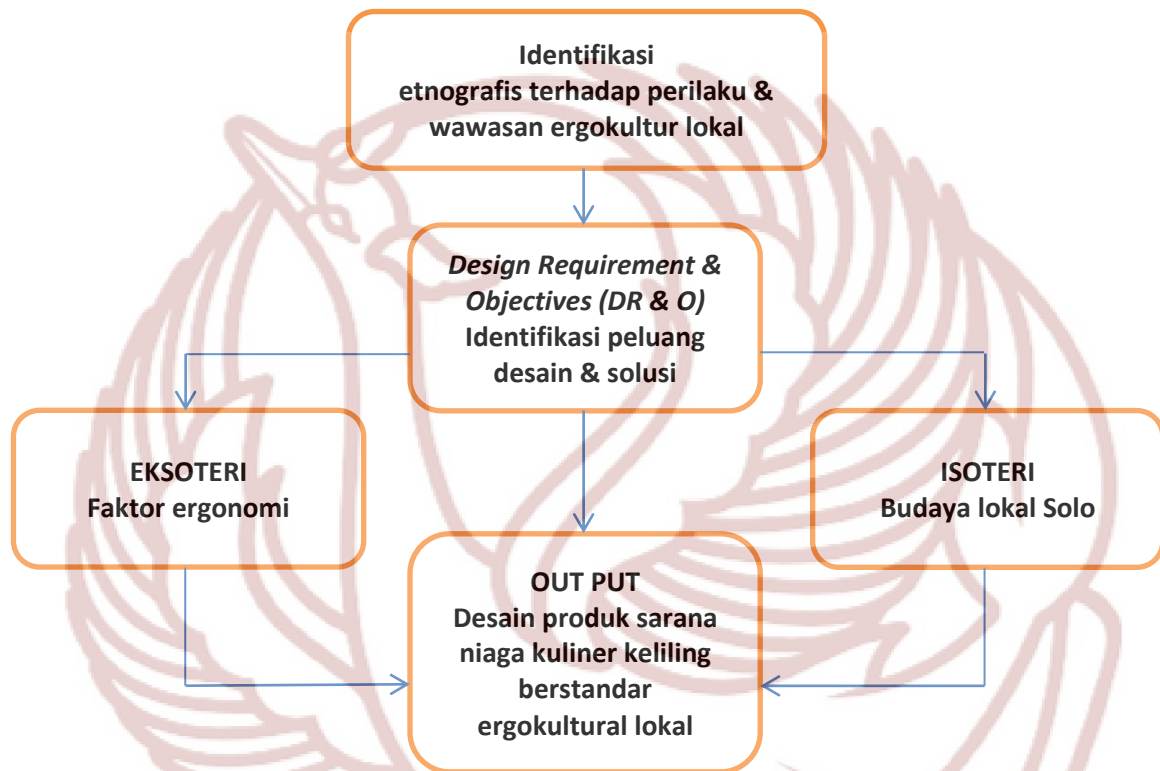 Identifikasi
etnografis terhadap perilaku &
wawasan ergokultur lokal
Design Requirement &
Objectives (DR & O)
Identifikasi peluang
desain & solusi
EKSOTERI
Faktor ergonomi
ISOTERI
Budaya lokal Solo
OUT PUT
Desain produk sarana
niaga kuliner keliling
berstandar
ergokultural lokal